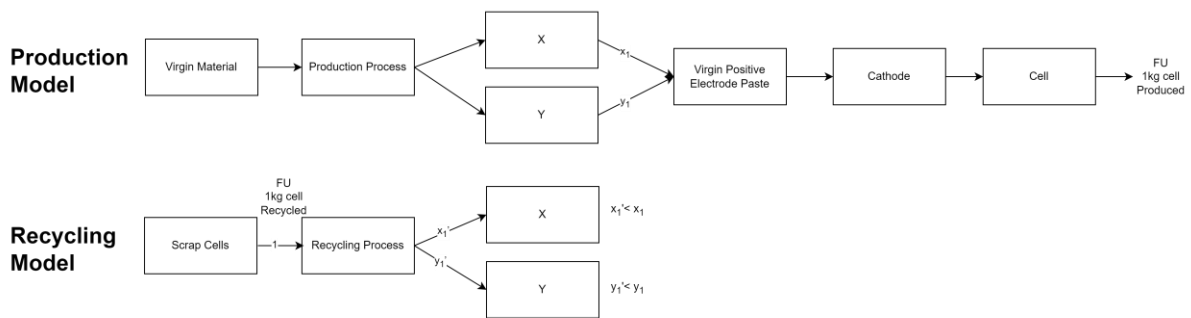 Production
Model
Virgin Material
Production Process
X
Y
x₁
y₁
Virgin Positive
Electrode Paste
Cathode
Cell
FU
1kg cell
Produced
Recycling
Model
Scrap Cells
FU
1kg cell
Recycled
1
Recycling Process
x₁'
y₁'
X
x₁'< x₁
Y
y₁'< y₁